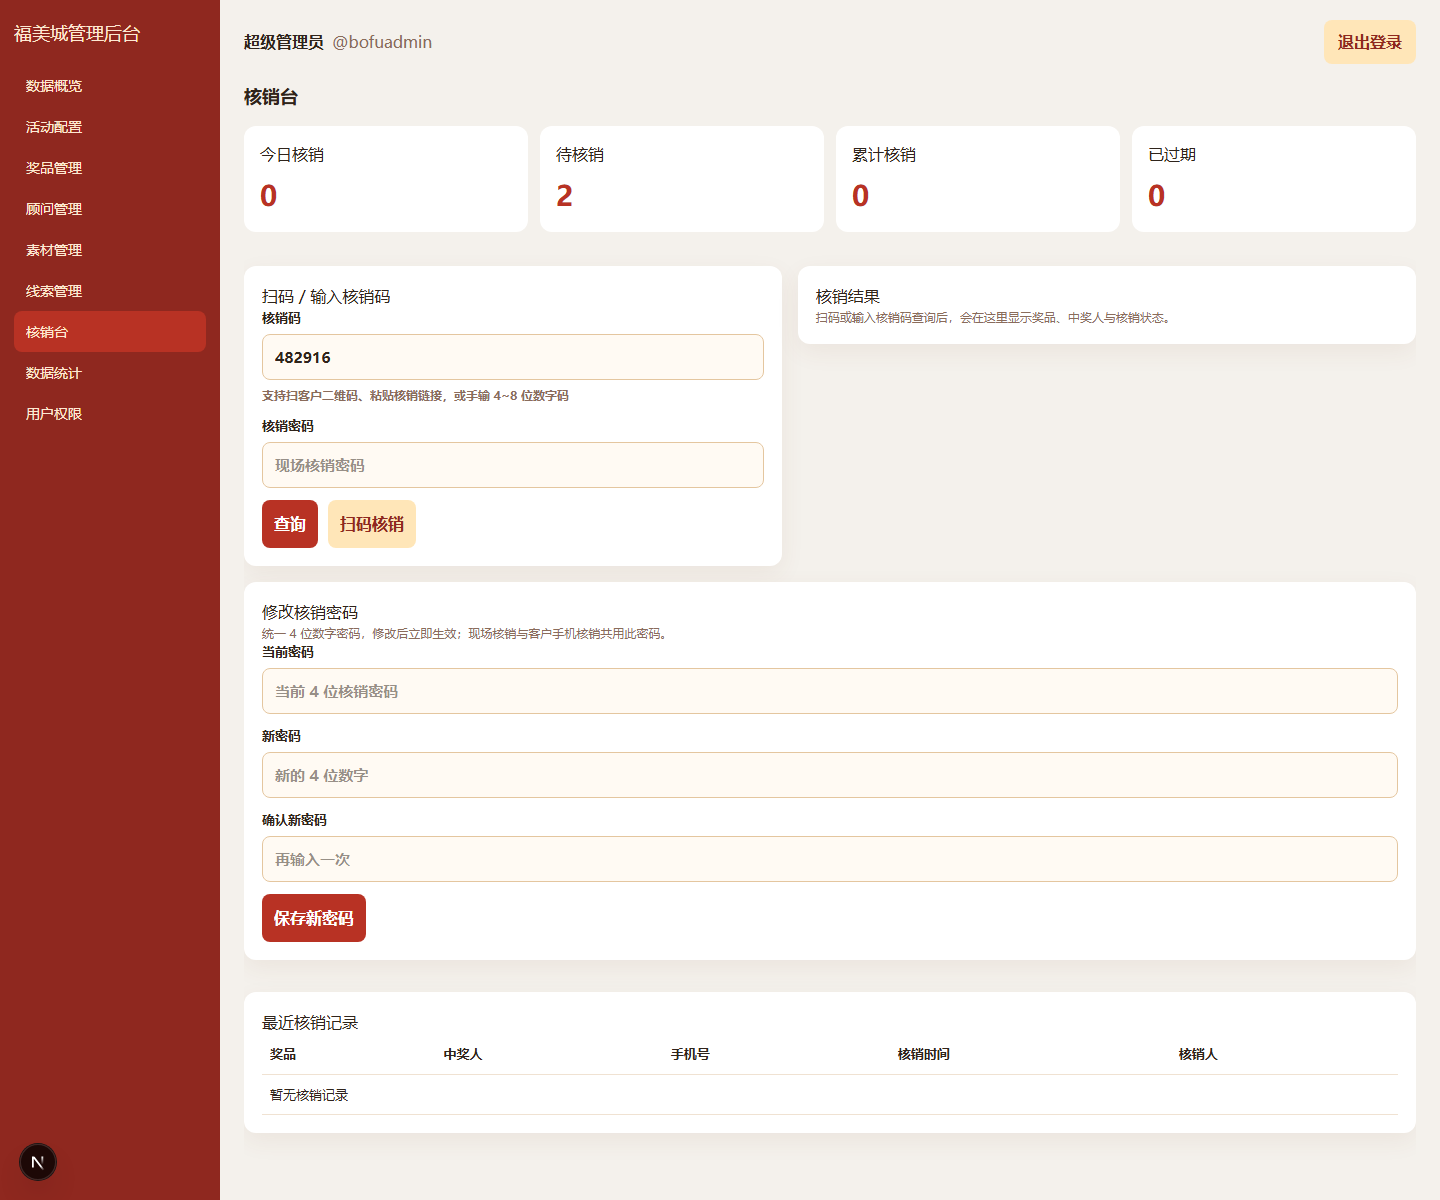 福美城管理后台
数据概览
活动配置
奖品管理
顾问管理
素材管理
线索管理
核销台
数据统计
用户权限
超级管理员 @bofuadmin
退出登录
核销台
今日核销
0
待核销
2
累计核销
0
已过期
0
扫码 / 输入核销码
核销码
482916
支持扫客户二维码、粘贴核销链接，或手输 4~8 位数字码
核销密码
现场核销密码
查询
扫码核销
核销结果
扫码或输入核销码查询后，会在这里显示奖品、中奖人与核销状态。
修改核销密码
统一 4 位数字密码，修改后立即生效；现场核销与客户手机核销共用此密码。
当前密码
当前 4 位核销密码
新密码
新的 4 位数字
确认新密码
再输入一次
保存新密码
最近核销记录
奖品 中奖人 手机号 核销时间 核销人
暂无核销记录
N